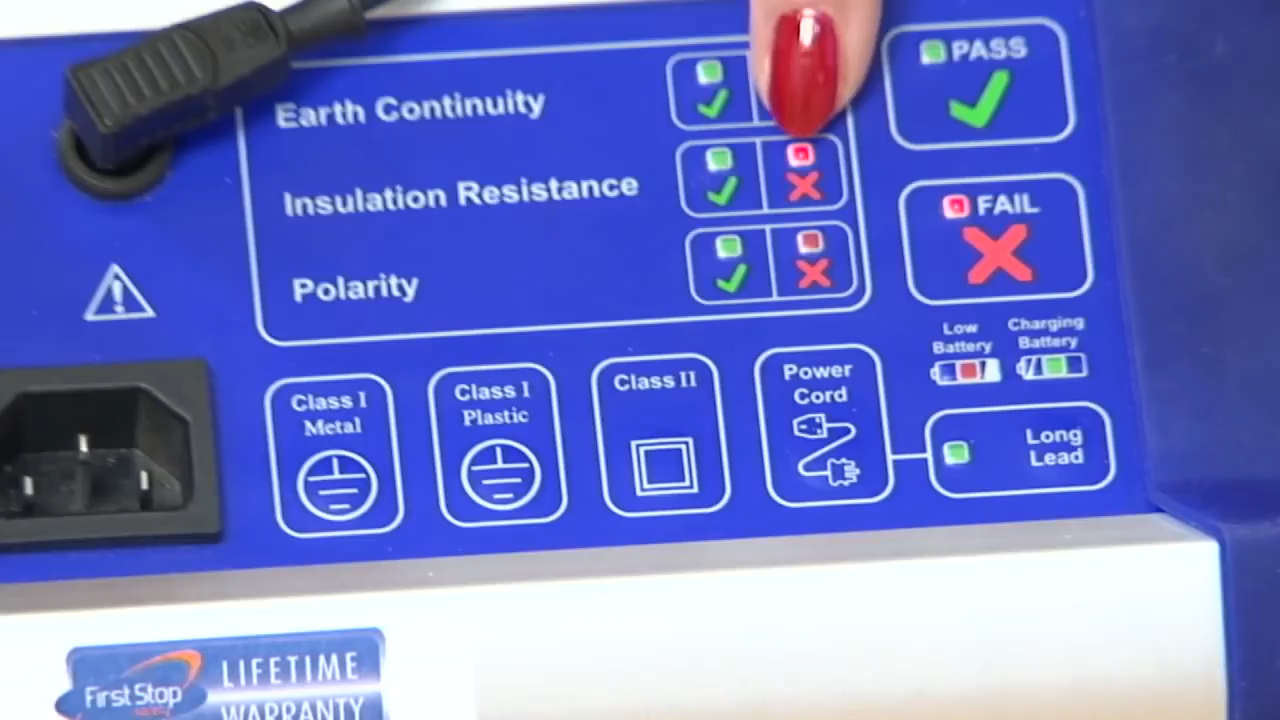 Earth Continuity
PASS
Insulation Resistance
FAIL
Polarity
Low
Battery
Charging
Battery
Class I
Metal
Class I
Plastic
Class II
Power
Cord
Long
Lead
First Stop
safety
LIFETIME
WARRANTY